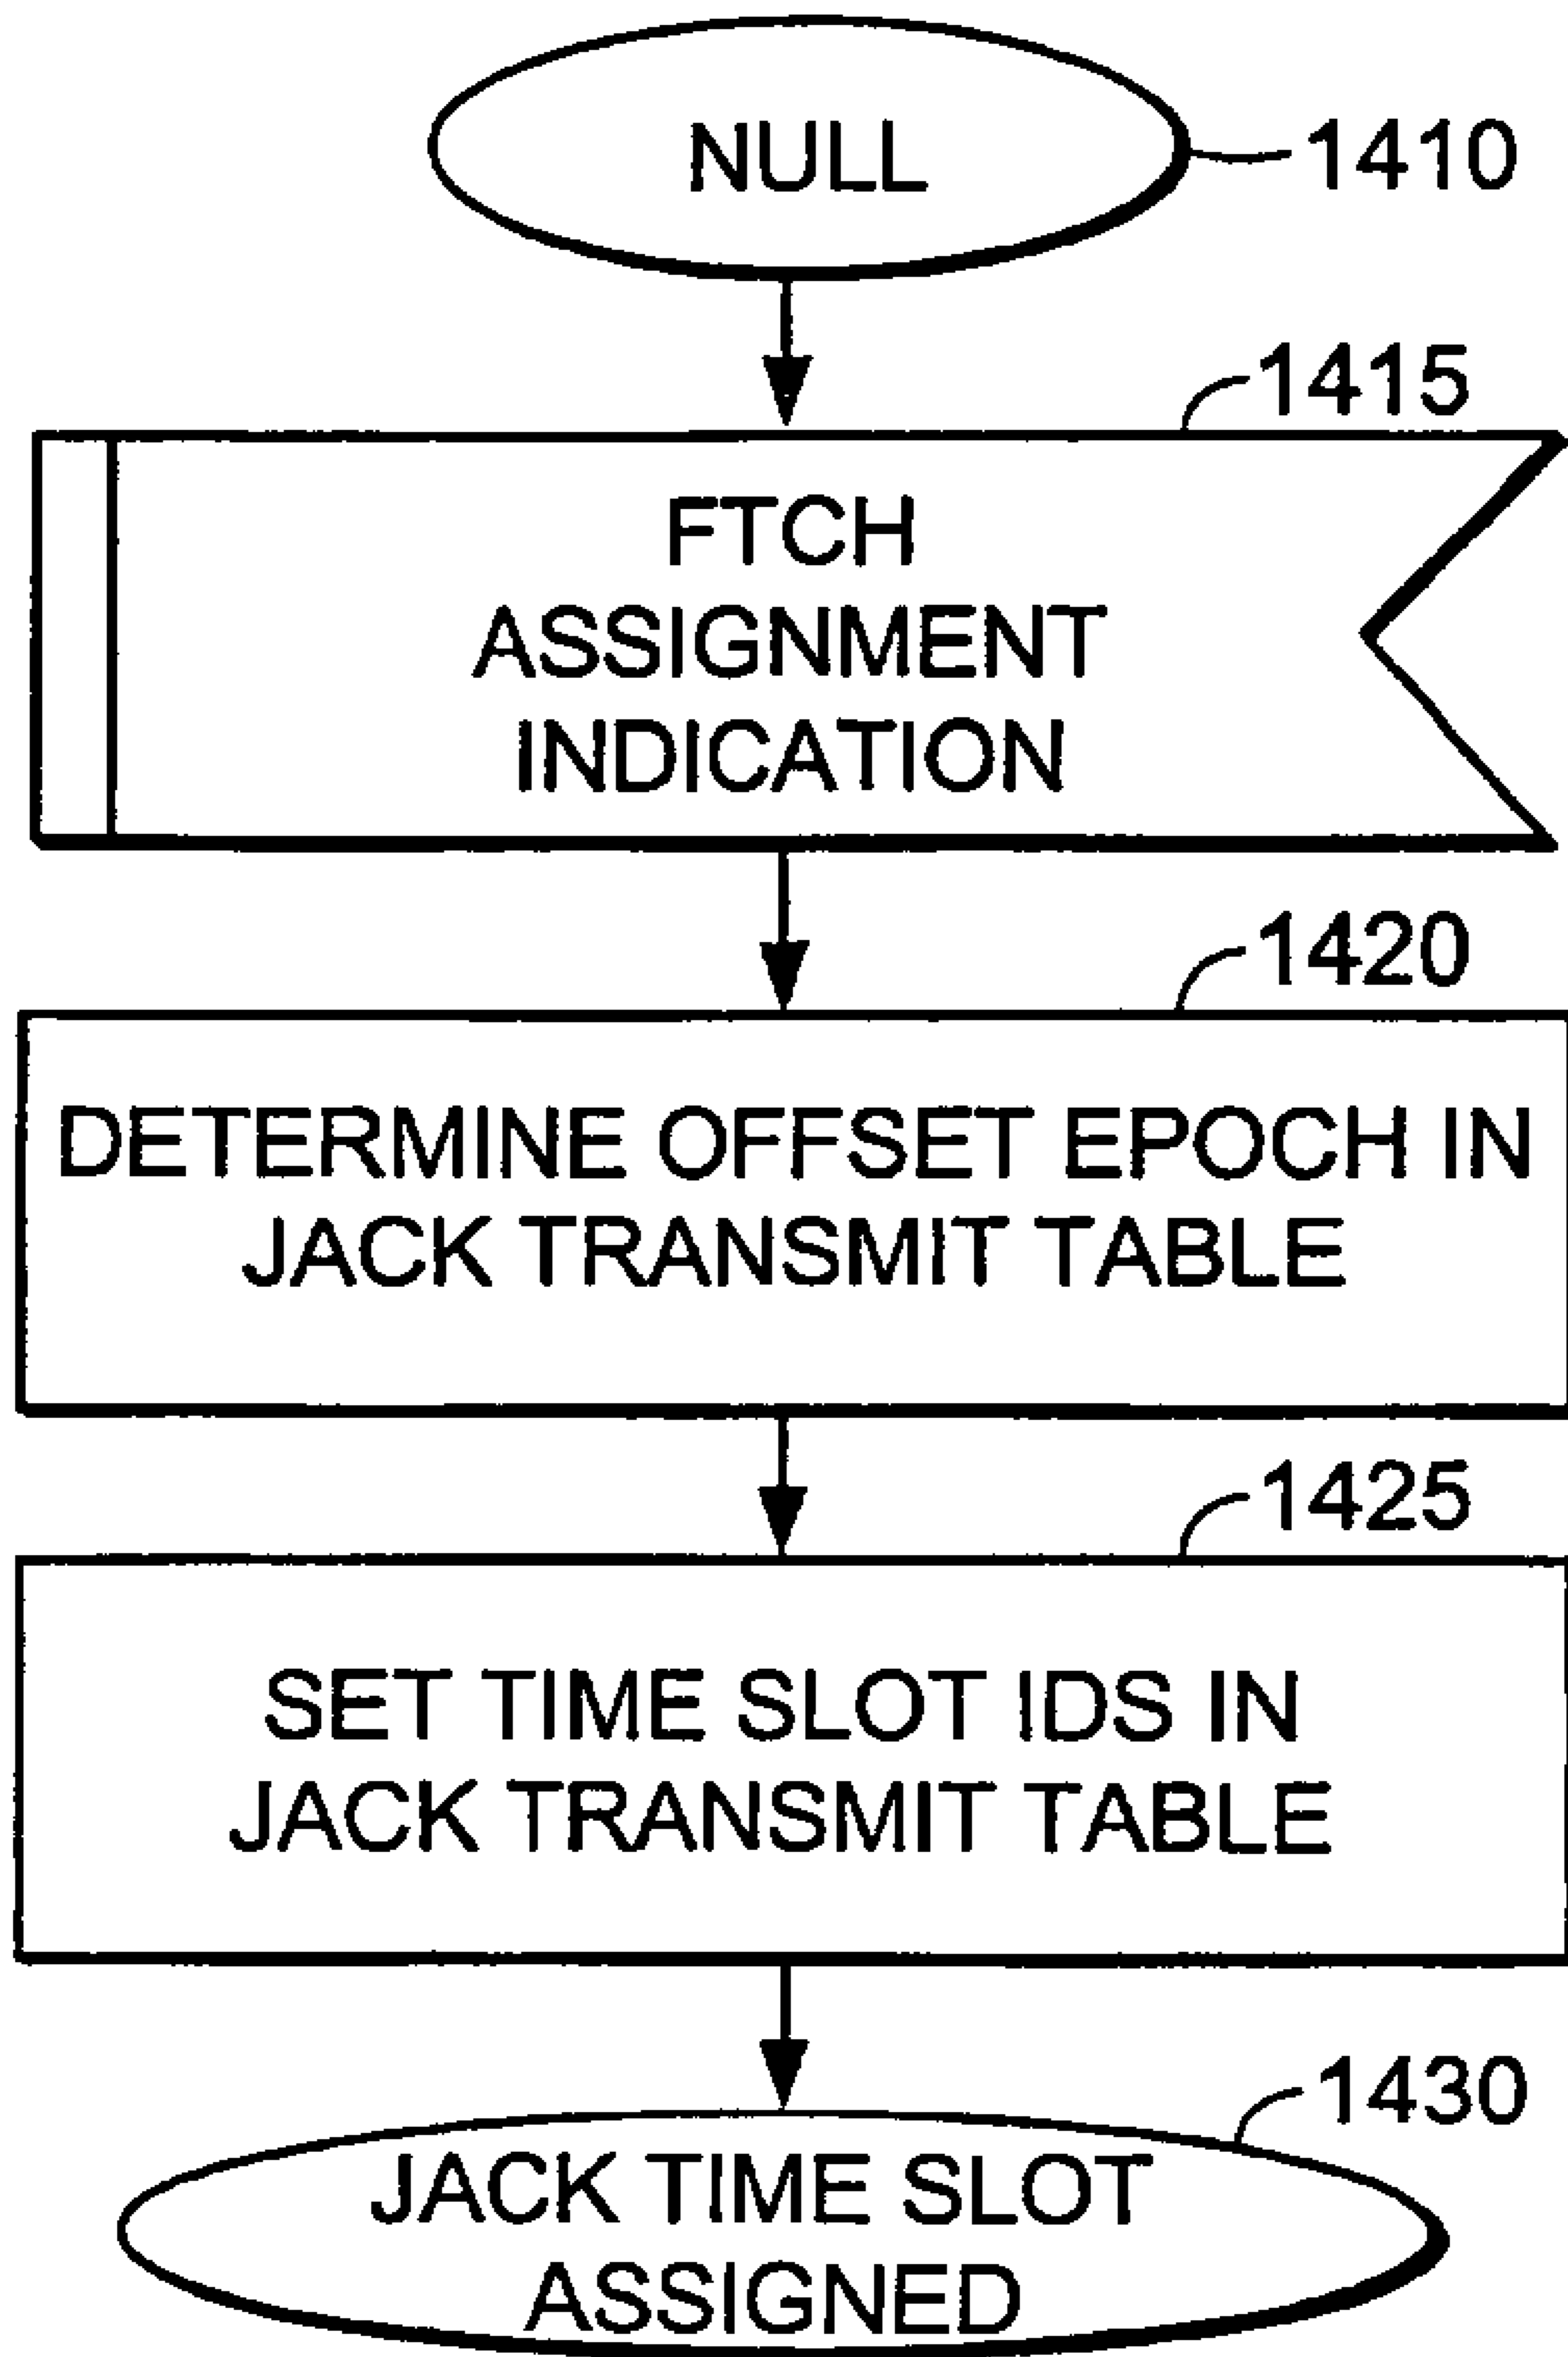 NULL
1410
1415
FTCH
ASSIGNMENT
INDICATION
1420
DETERMINE OFFSET EPOCH IN
JACK TRANSMIT TABLE
1425
SET TIME SLOT IDS IN
JACK TRANSMIT TABLE
1430
JACK TIME SLOT
ASSIGNED